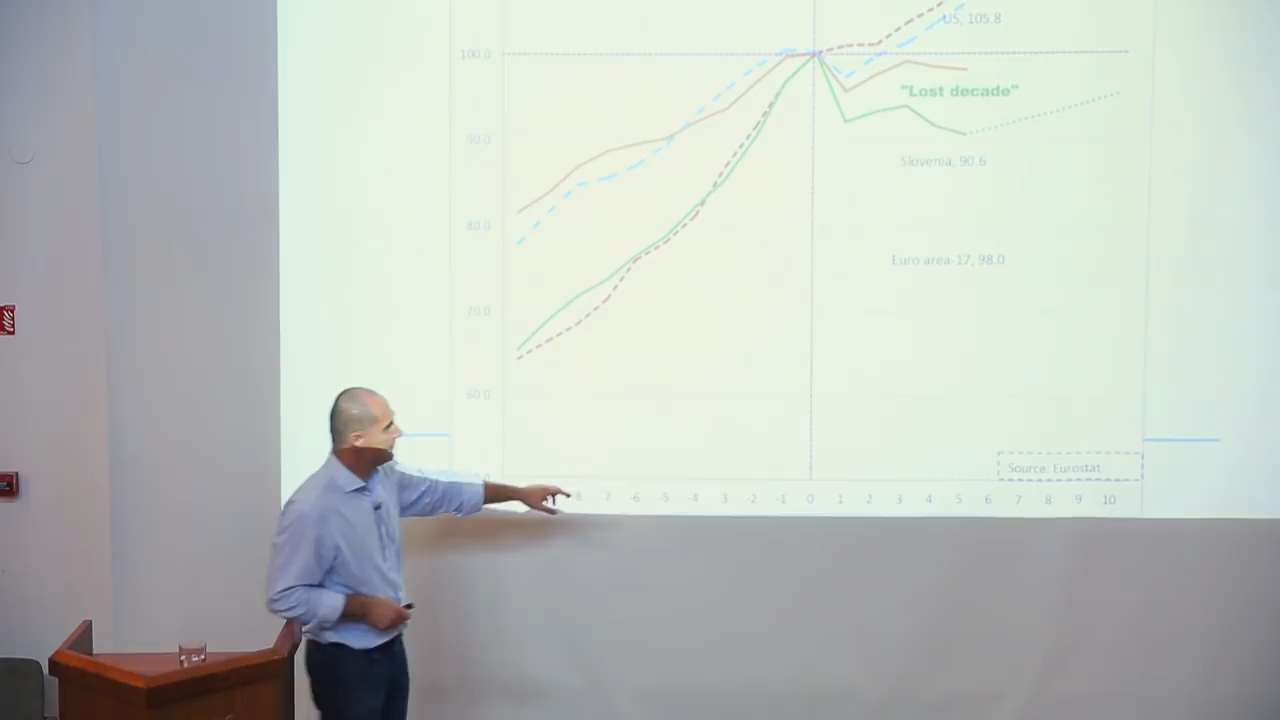 US, 105.8
100.0
"Lost decade"
90.0
Slovenia, 90.6
80.0
Euro area-17, 98.0
70.0
60.0
Source: Eurostat
8 -7 -6 -5 -4 -3 -2 -1 0 1 2 3 4 5 6 7 8 9 10